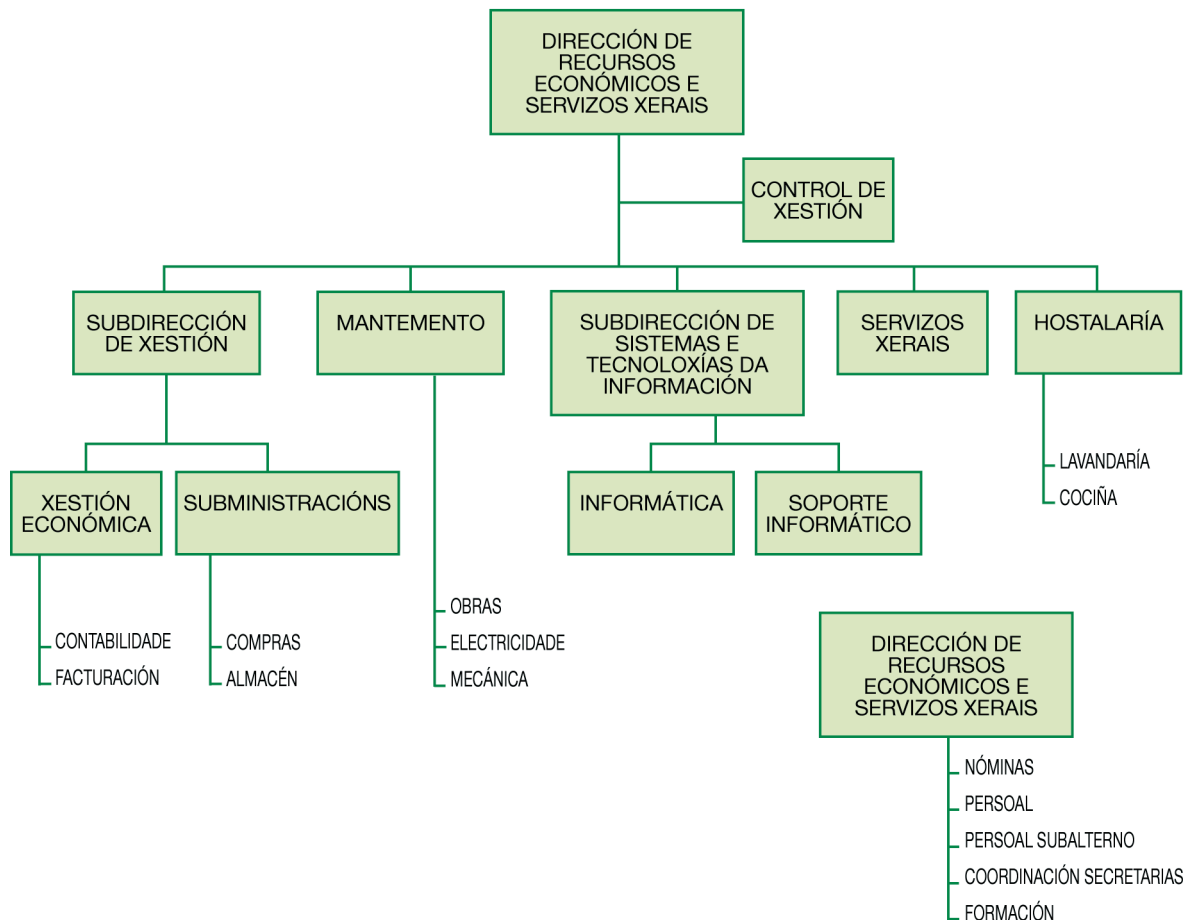 DIRECCIÓN DE
RECURSOS
ECONÓMICOS E
SERVIZOS XERAIS
CONTROL DE
XESTIÓN
SUBDIRECCIÓN
DE XESTIÓN
MANTEMENTO
SUBDIRECCIÓN DE
SISTEMAS E
TECNOLOXÍAS DA
INFORMACIÓN
SERVIZOS
XERAIS
HOSTALARÍA
LAVANDARÍA
COCIÑA
XESTIÓN
ECONÓMICA
SUBMINISTRACIÓNS
INFORMÁTICA
SOPORTE
INFORMÁTICO
CONTABILIDADE
FACTURACIÓN
COMPRAS
ALMACÉN
OBRAS
ELECTRICIDADE
MECÁNICA
DIRECCIÓN DE
RECURSOS
ECONÓMICOS E
SERVIZOS XERAIS
NÓMINAS
PERSOAL
PERSOAL SUBALTERNO
COORDINACIÓN SECRETARIAS
FORMACIÓN